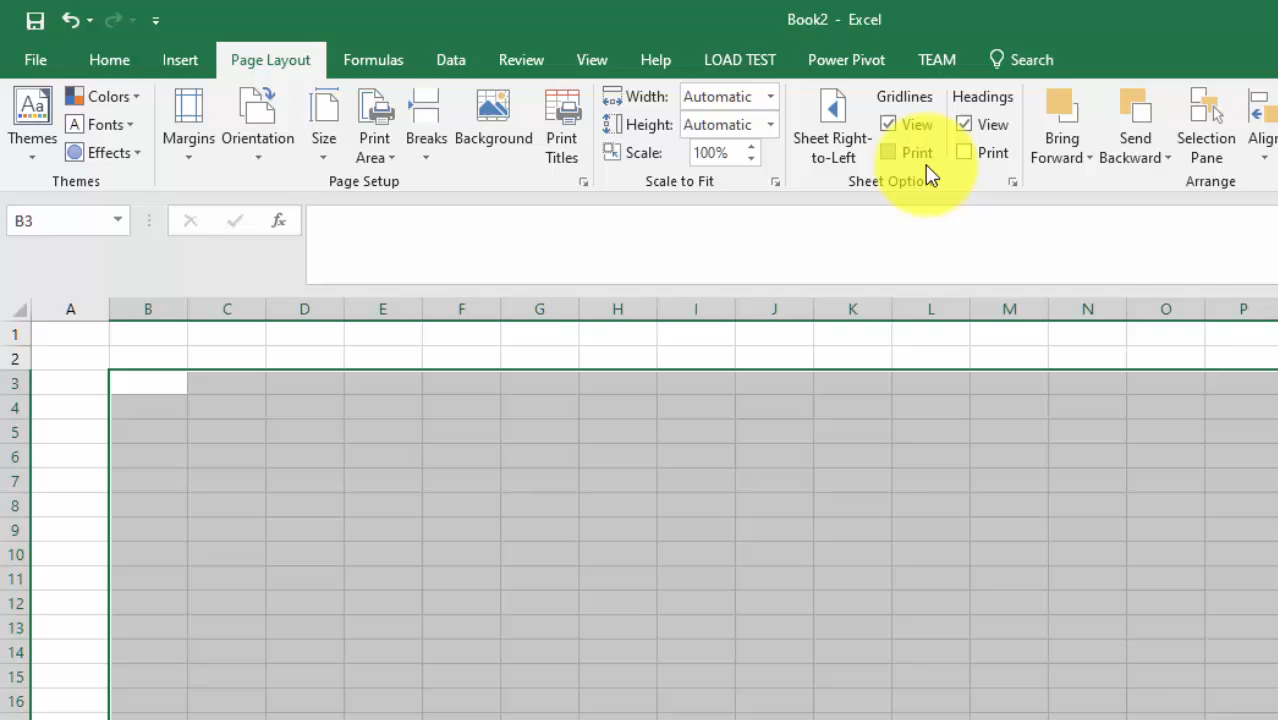 Book2 - Excel
File Home Insert Page Layout Formulas Data Review View Help LOAD TEST Power Pivot TEAM Search
Themes
Colors
Fonts
Effects
Themes
Margins
Orientation
Size
Print
Area
Breaks
Background
Print
Titles
Page Setup
Width: Automatic
Height: Automatic
Scale: 100%
Scale to Fit
Sheet Right-
to-Left
Gridlines
View
Print
Headings
View
Print
Sheet Option
Bring
Forward
Send
Backward
Selection
Pane
Align
Arrange
B3
fx
A B C D E F G H I J K L M N O P
1
2
3
4
5
6
7
8
9
10
11
12
13
14
15
16